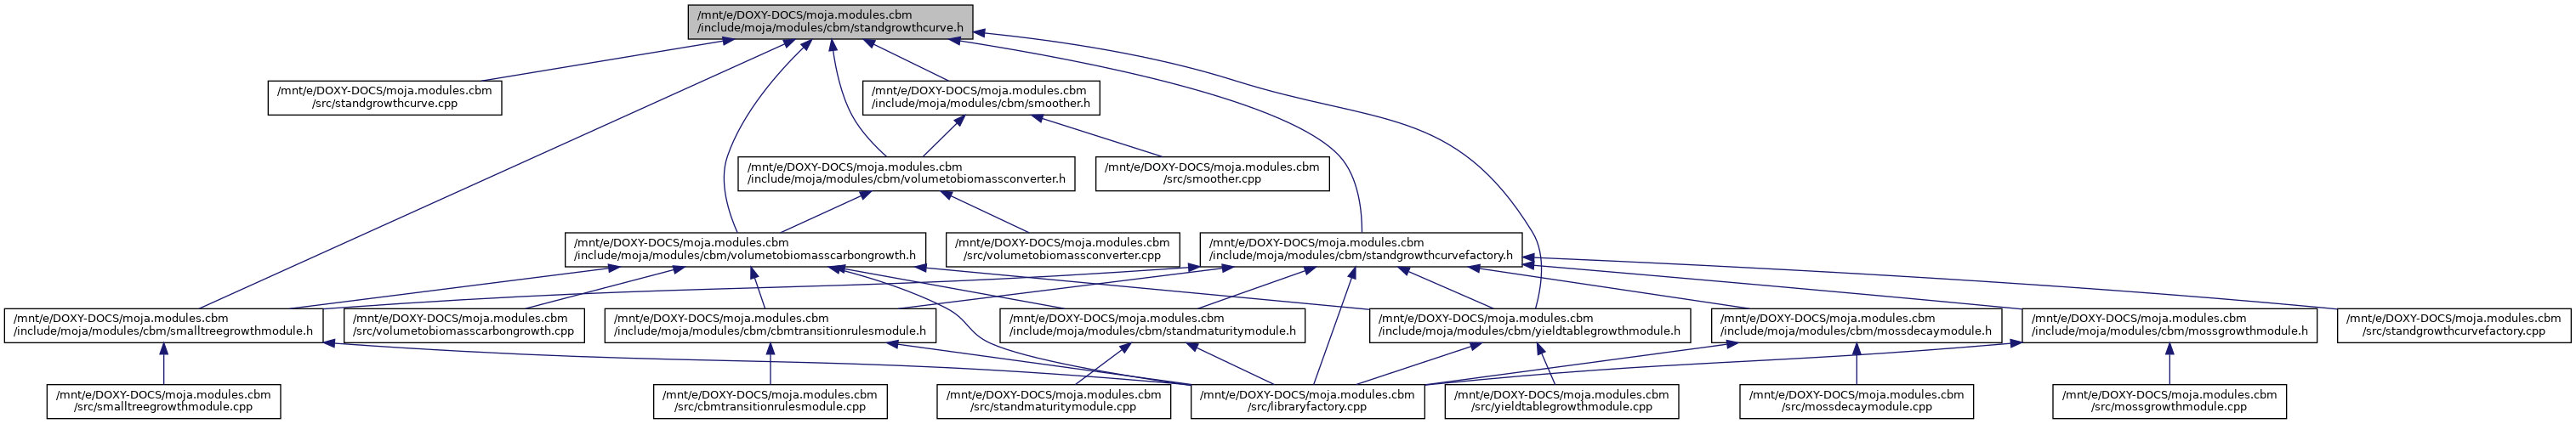 /mnt/e/DOXY-DOCS/moja.modules.cbm
/include/moja/modules/cbm/standgrowthcurve.h
/mnt/e/DOXY-DOCS/moja.modules.cbm
/src/standgrowthcurve.cpp
/mnt/e/DOXY-DOCS/moja.modules.cbm
/include/moja/modules/cbm/smoother.h
/mnt/e/DOXY-DOCS/moja.modules.cbm
/include/moja/modules/cbm/volumetobiomassconverter.h
/mnt/e/DOXY-DOCS/moja.modules.cbm
/src/smoother.cpp
/mnt/e/DOXY-DOCS/moja.modules.cbm
/include/moja/modules/cbm/volumetobiomasscarbongrowth.h
/mnt/e/DOXY-DOCS/moja.modules.cbm
/src/volumetobiomassconverter.cpp
/mnt/e/DOXY-DOCS/moja.modules.cbm
/include/moja/modules/cbm/standgrowthcurvefactory.h
/mnt/e/DOXY-DOCS/moja.modules.cbm
/include/moja/modules/cbm/smalltreegrowthmodule.h
/mnt/e/DOXY-DOCS/moja.modules.cbm
/src/volumetobiomasscarbongrowth.cpp
/mnt/e/DOXY-DOCS/moja.modules.cbm
/include/moja/modules/cbm/cbmtransitionrulesmodule.h
/mnt/e/DOXY-DOCS/moja.modules.cbm
/include/moja/modules/cbm/standmaturitymodule.h
/mnt/e/DOXY-DOCS/moja.modules.cbm
/include/moja/modules/cbm/yieldtablegrowthmodule.h
/mnt/e/DOXY-DOCS/moja.modules.cbm
/include/moja/modules/cbm/mossdecaymodule.h
/mnt/e/DOXY-DOCS/moja.modules.cbm
/include/moja/modules/cbm/mossgrowthmodule.h
/mnt/e/DOXY-DOCS/moja.modules.cbm
/src/standgrowthcurvefactory.cpp
/mnt/e/DOXY-DOCS/moja.modules.cbm
/src/smalltreegrowthmodule.cpp
/mnt/e/DOXY-DOCS/moja.modules.cbm
/src/cbmtransitionrulesmodule.cpp
/mnt/e/DOXY-DOCS/moja.modules.cbm
/src/standmaturitymodule.cpp
/mnt/e/DOXY-DOCS/moja.modules.cbm
/src/libraryfactory.cpp
/mnt/e/DOXY-DOCS/moja.modules.cbm
/src/yieldtablegrowthmodule.cpp
/mnt/e/DOXY-DOCS/moja.modules.cbm
/src/mossdecaymodule.cpp
/mnt/e/DOXY-DOCS/moja.modules.cbm
/src/mossgrowthmodule.cpp